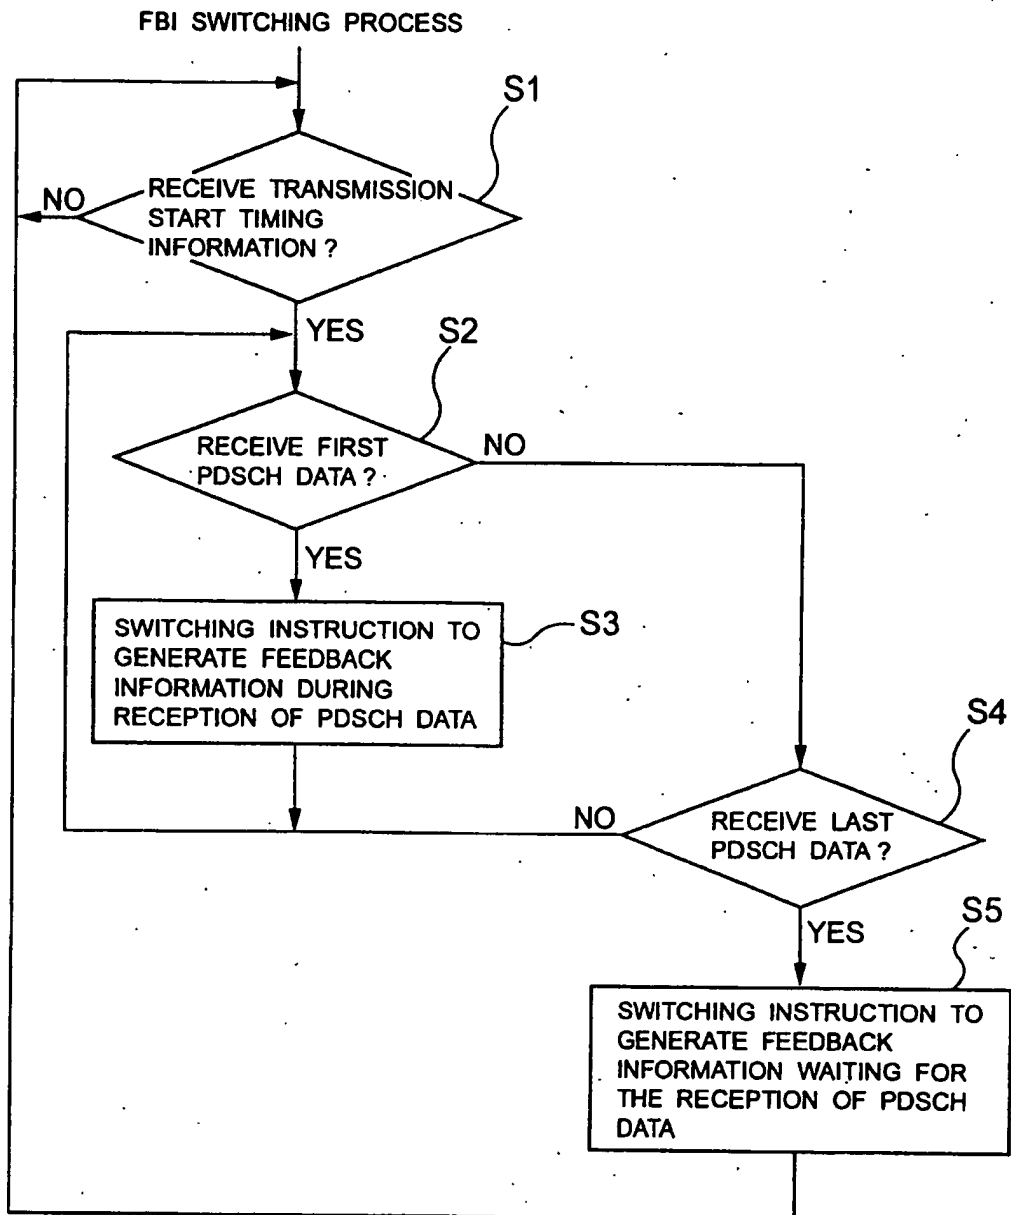 FBI SWITCHING PROCESS
S1
RECEIVE TRANSMISSION
START TIMING
INFORMATION ?
NO
YES
S2
RECEIVE FIRST
PDSCH DATA ?
NO
YES
SWITCHING INSTRUCTION TO
GENERATE FEEDBACK
INFORMATION DURING
RECEPTION OF PDSCH DATA
S3
S4
NO
RECEIVE LAST
PDSCH DATA ?
YES
S5
SWITCHING INSTRUCTION TO
GENERATE FEEDBACK
INFORMATION WAITING FOR
THE RECEPTION OF PDSCH
DATA